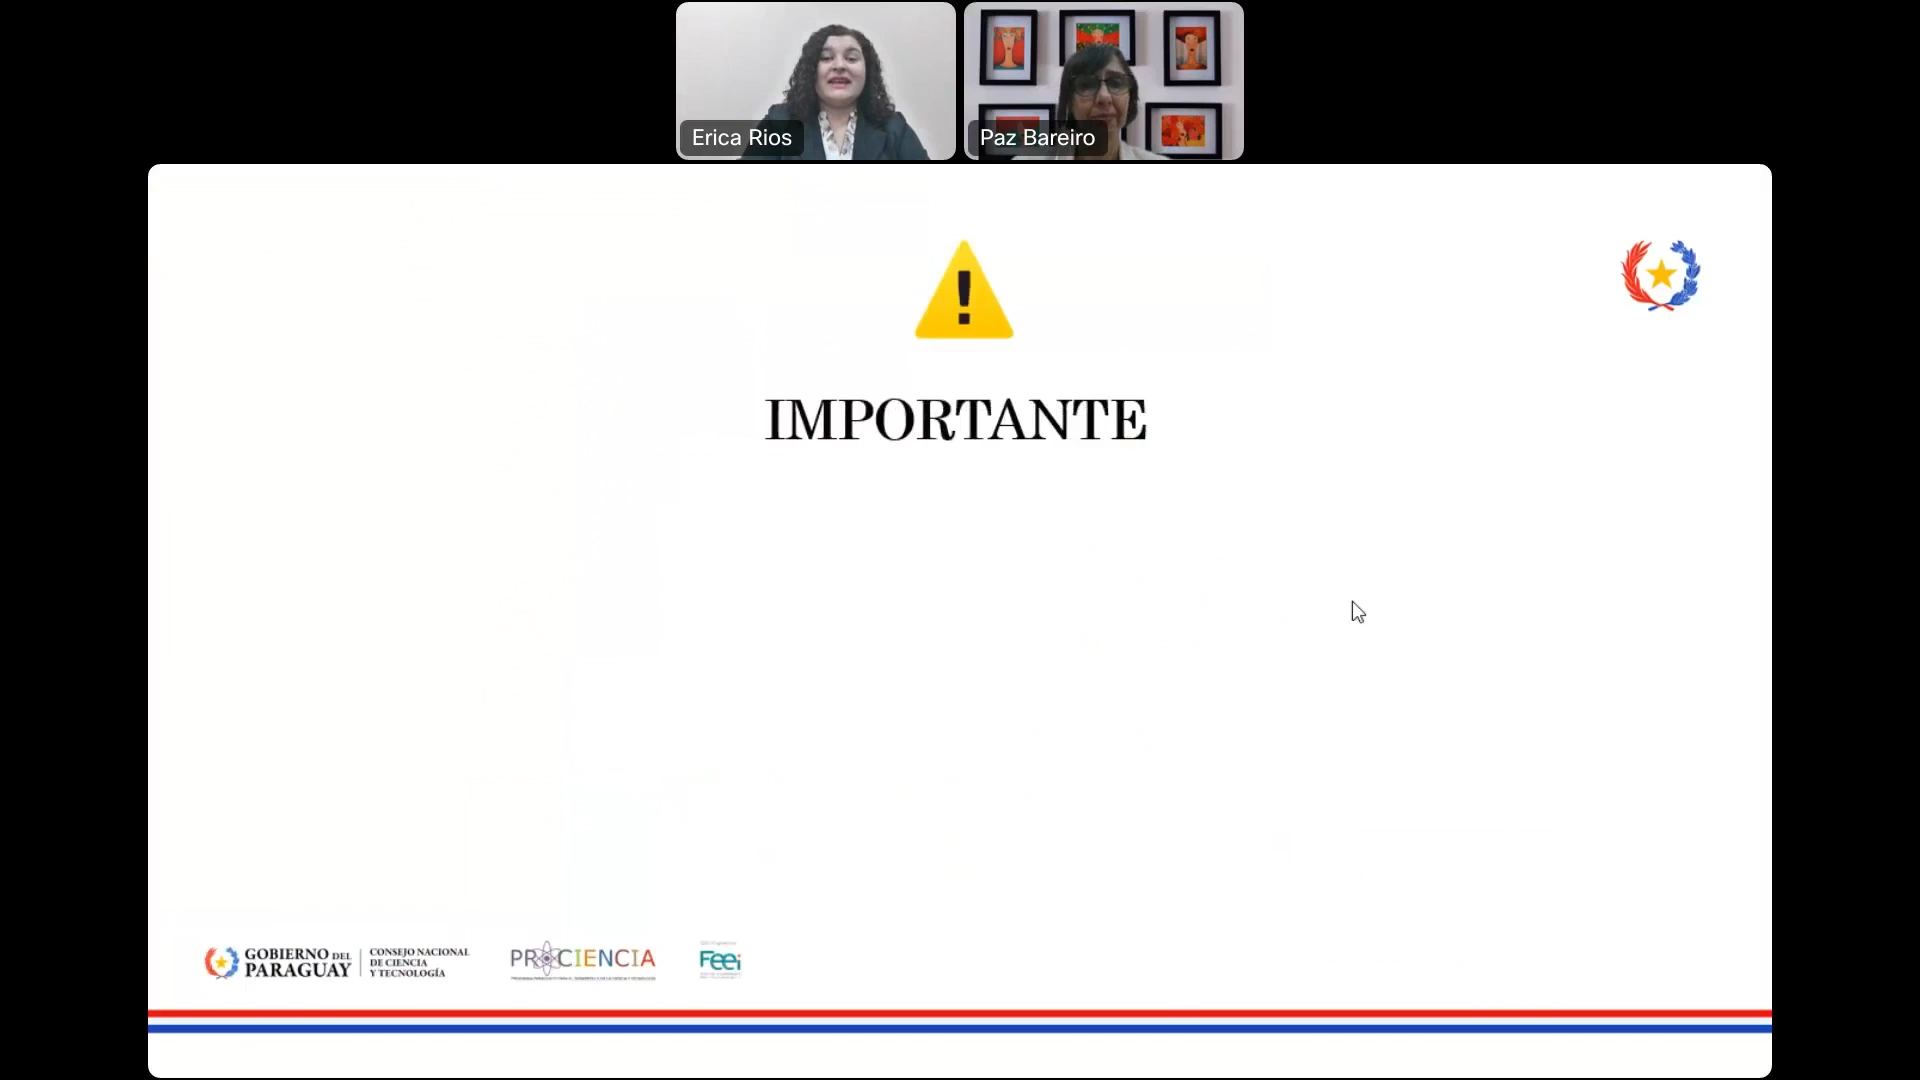 Erica Rios
Paz Bareiro
IMPORTANTE
GOBIERNO DEL
PARAGUAY
CONSEJO NACIONAL
DE CIENCIA
Y TECNOLOGÍA
PROCIENCIA
Feei